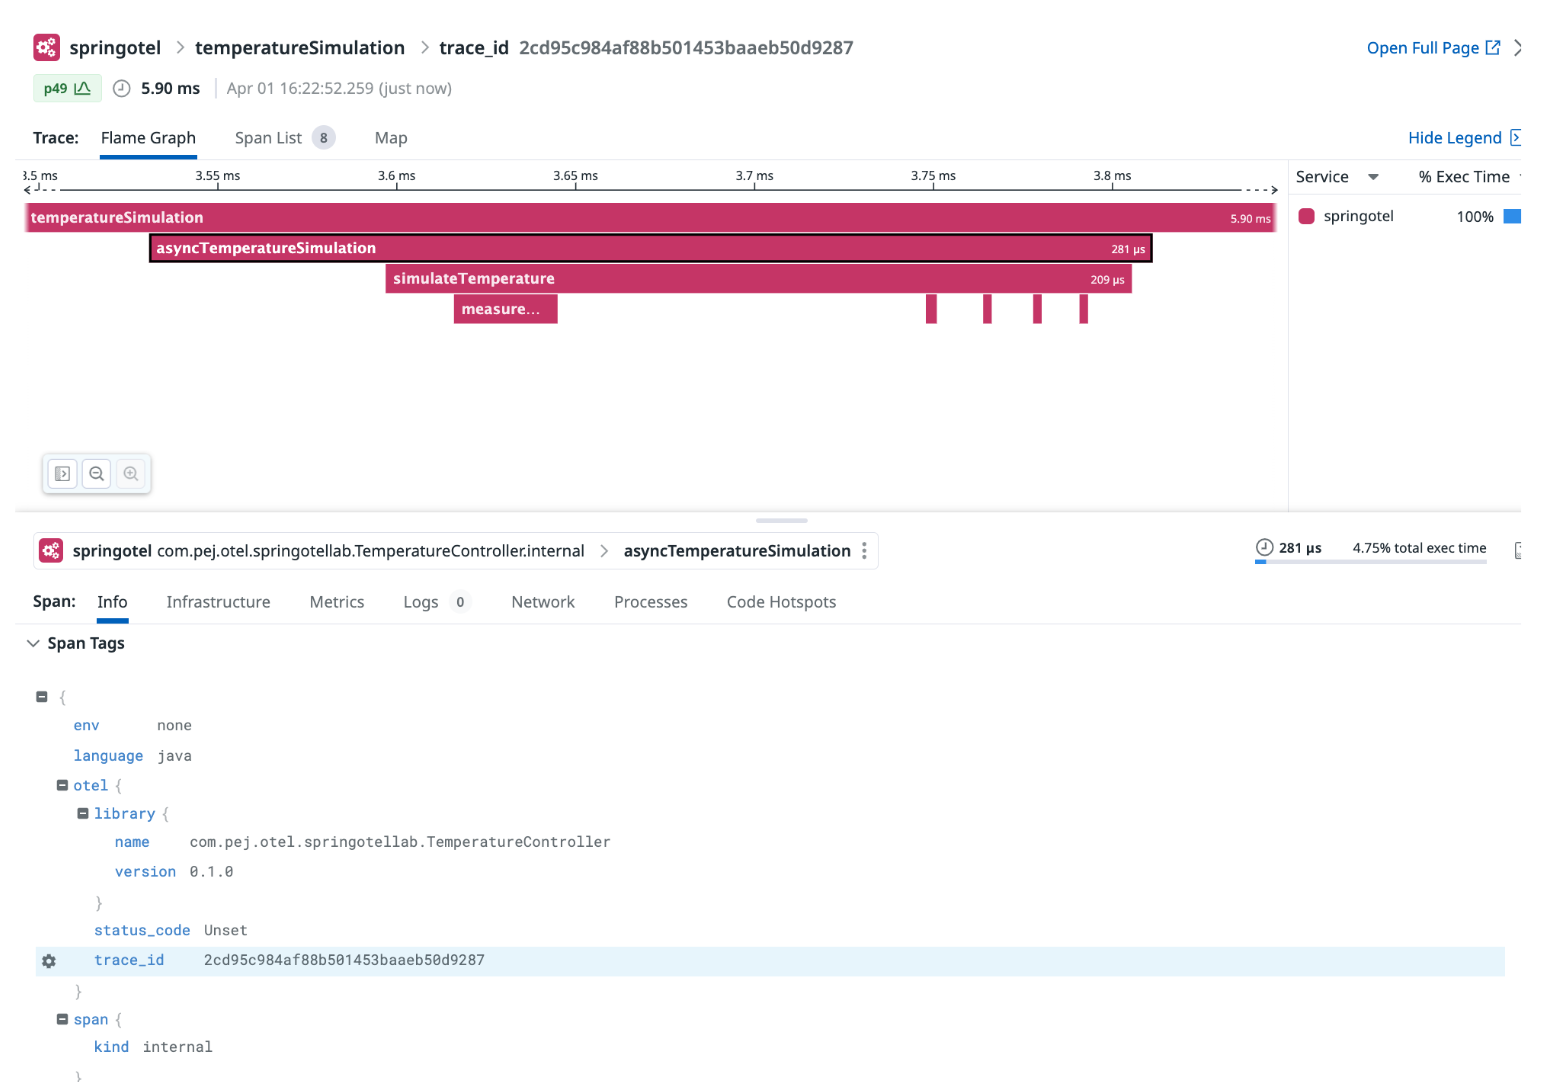 springotel > temperatureSimulation > trace_id 2cd95c984af88b501453baaeb50d9287
Open Full Page
p49 5.90 ms Apr 01 16:22:52.259 (just now)
Trace: Flame Graph Span List 8 Map
Hide Legend
3.5 ms 3.55 ms 3.6 ms 3.65 ms 3.7 ms 3.75 ms 3.8 ms
Service % Exec Time
temperatureSimulation 5.90 ms
springotel 100%
asyncTemperatureSimulation 281 µs
simulateTemperature 209 µs
measure...
springotel com.pej.otel.springotellab.TemperatureController.internal > asyncTemperatureSimulation
281 µs 4.75% total exec time
Span: Info Infrastructure Metrics Logs 0 Network Processes Code Hotspots
Span Tags
{
env none
language java
otel {
library {
name com.pej.otel.springotellab.TemperatureController
version 0.1.0
}
status_code Unset
trace_id 2cd95c984af88b501453baaeb50d9287
}
span {
kind internal
}